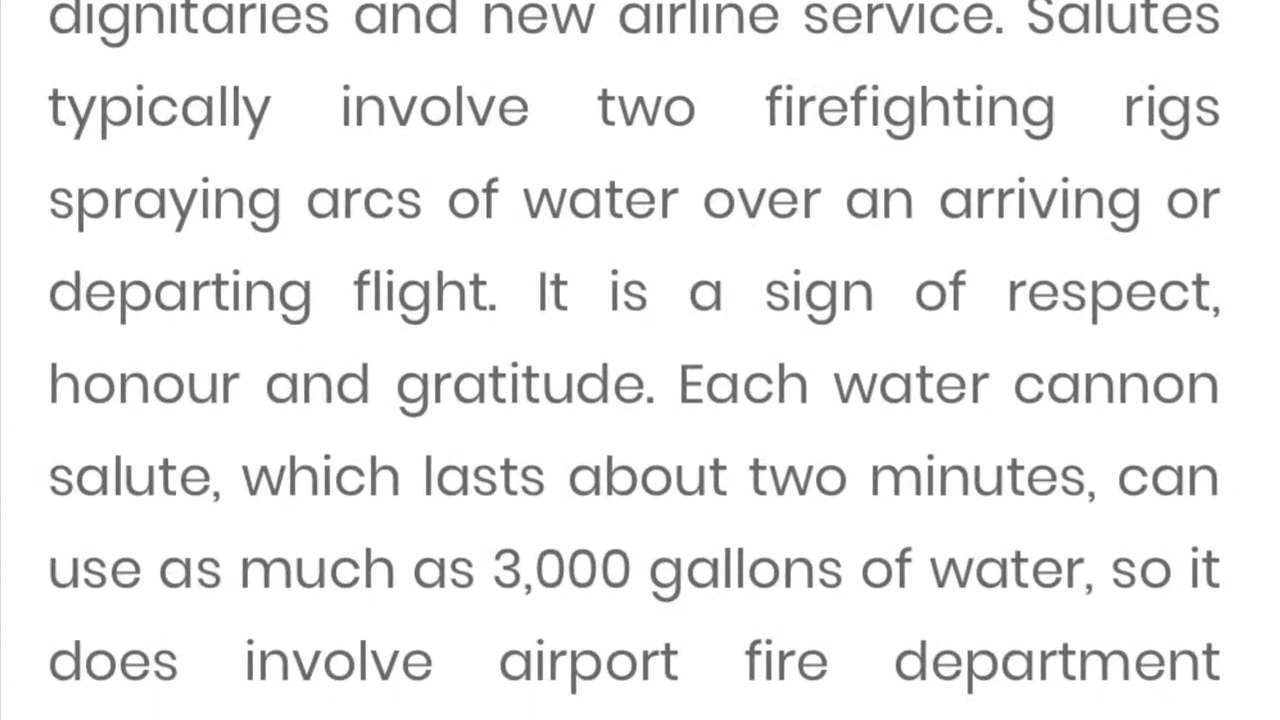 dignitaries and new airline service. Salutes
typically involve two firefighting rigs
spraying arcs of water over an arriving or
departing flight. It is a sign of respect,
honour and gratitude. Each water cannon
salute, which lasts about two minutes, can
use as much as 3,000 gallons of water, so it
does involve airport fire department